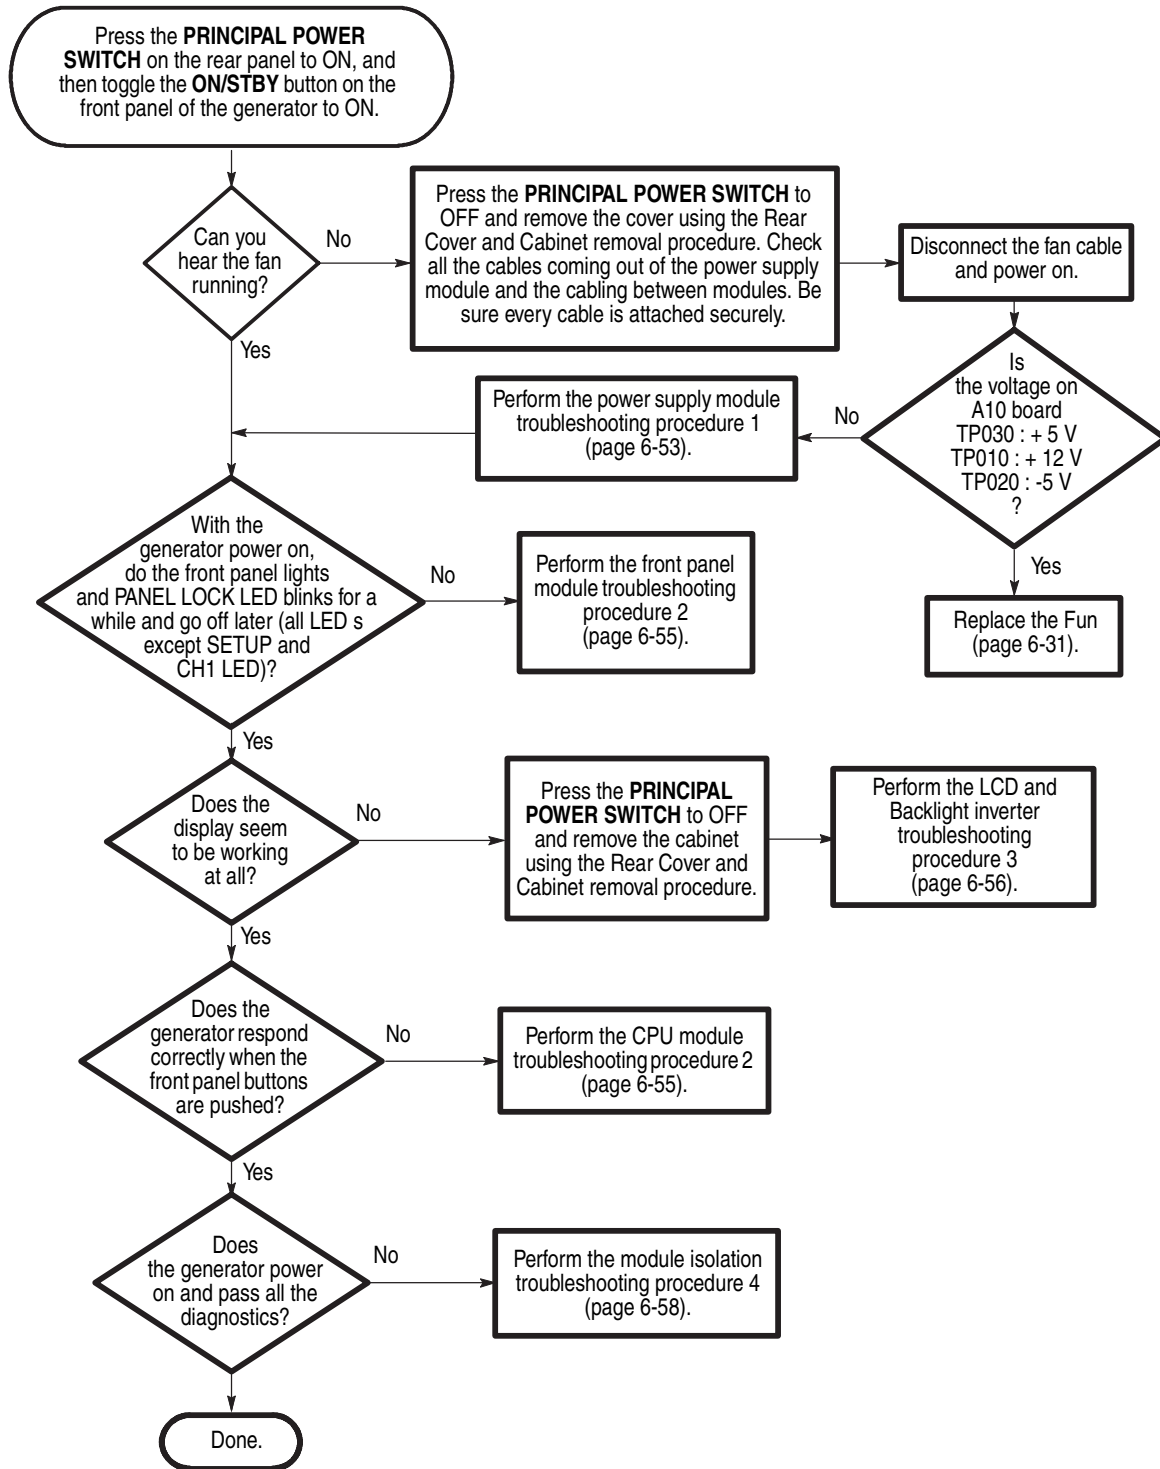 Press the PRINCIPAL POWER
SWITCH on the rear panel to ON, and
then toggle the ON/STBY button on the
front panel of the generator to ON.
Can you
hear the fan
running?
No
Yes
Press the PRINCIPAL POWER SWITCH to
OFF and remove the cover using the Rear
Cover and Cabinet removal procedure. Check
all the cables coming out of the power supply
module and the cabling between modules. Be
sure every cable is attached securely.
Disconnect the fan cable
and power on.
Is
the voltage on
A10 board
TP030 : + 5 V
TP010 : + 12 V
TP020 : -5 V
?
No
Yes
Perform the power supply module
troubleshooting procedure 1
(page 6-53).
Replace the Fun
(page 6-31).
With the
generator power on,
do the front panel lights
and PANEL LOCK LED blinks for a
while and go off later (all LED s
except SETUP and
CH1 LED)?
No
Yes
Perform the front panel
module troubleshooting
procedure 2
(page 6-55).
Does the
display seem
to be working
at all?
No
Yes
Press the PRINCIPAL
POWER SWITCH to OFF
and remove the cabinet
using the Rear Cover and
Cabinet removal procedure.
Perform the LCD and
Backlight inverter
troubleshooting
procedure 3
(page 6-56).
Does the
generator respond
correctly when the
front panel buttons
are pushed?
No
Yes
Perform the CPU module
troubleshooting procedure 2
(page 6-55).
Does
the generator power
on and pass all the
diagnostics?
No
Perform the module isolation
troubleshooting procedure 4
(page 6-58).
Done.